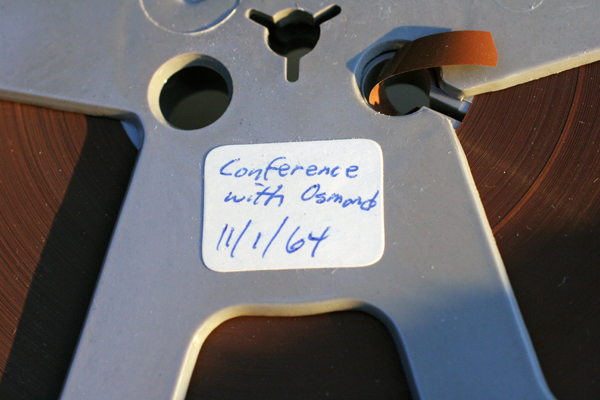 Conference
with Osmond
11/1/64